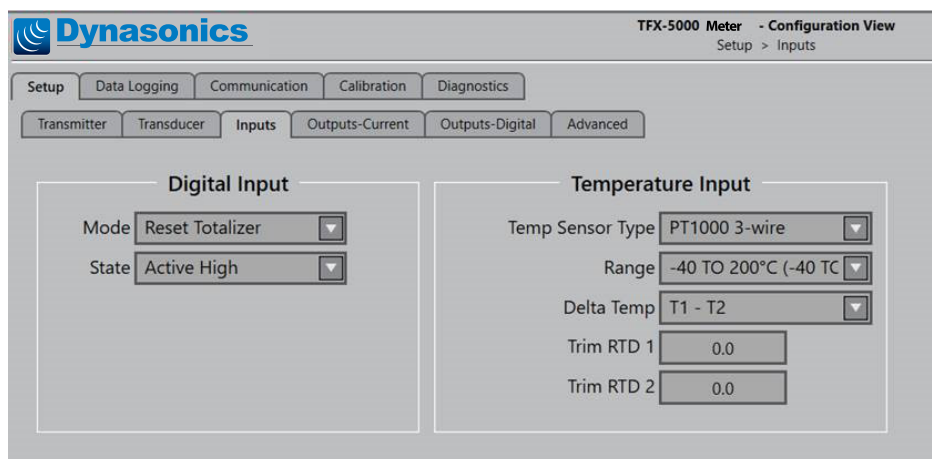 Dynasonics
TFX-5000 Meter - Configuration View
Setup > Inputs
Setup Data Logging Communication Calibration Diagnostics
Transmitter Transducer Inputs Outputs-Current Outputs-Digital Advanced
Digital Input
Mode Reset Totalizer
State Active High
Temperature Input
Temp Sensor Type PT1000 3-wire
Range -40 TO 200°C (-40 TC
Delta Temp T1 - T2
Trim RTD 1 0.0
Trim RTD 2 0.0